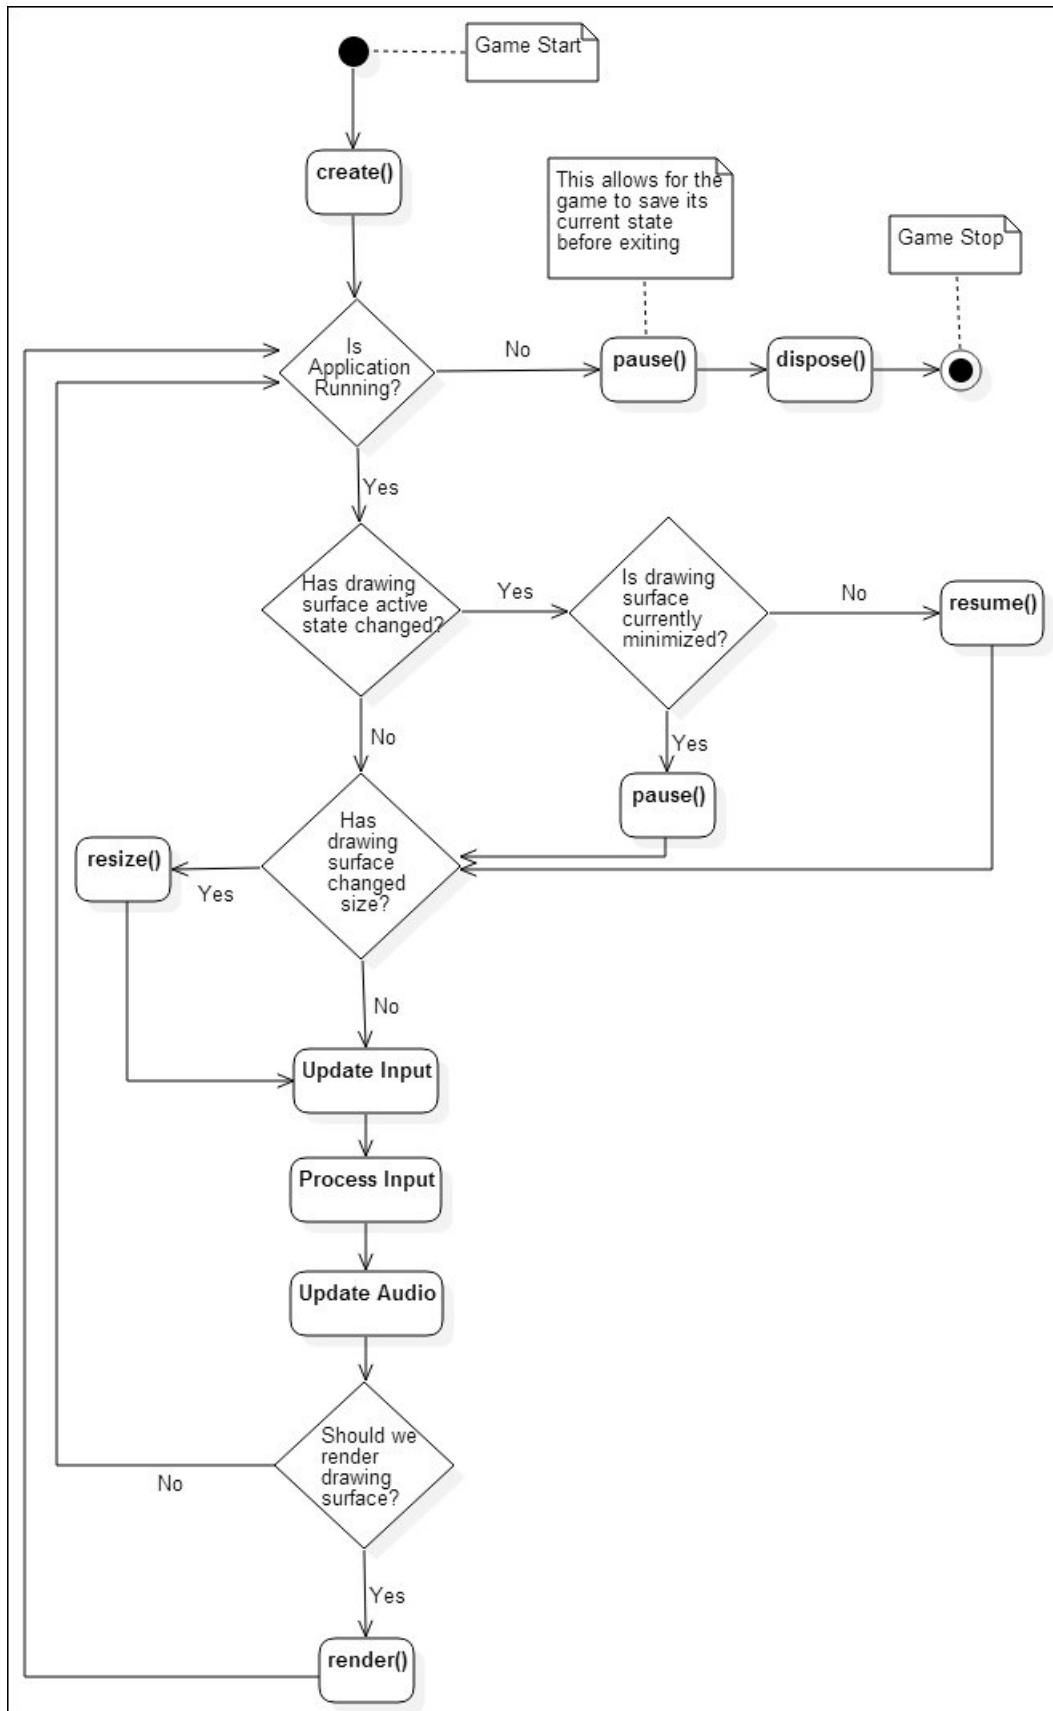 Game Start
create()
This allows for the
game to save its
current state
before exiting
Game Stop
Is
Application
Running?
No
pause()
dispose()
Yes
Has drawing
surface active
state changed?
Yes
Is drawing
surface
currently
minimized?
No
resume()
No
Yes
pause()
Has
drawing
surface
changed
size?
resize()
Yes
No
Update Input
Process Input
Update Audio
Should we
render
drawing
surface?
No
Yes
render()